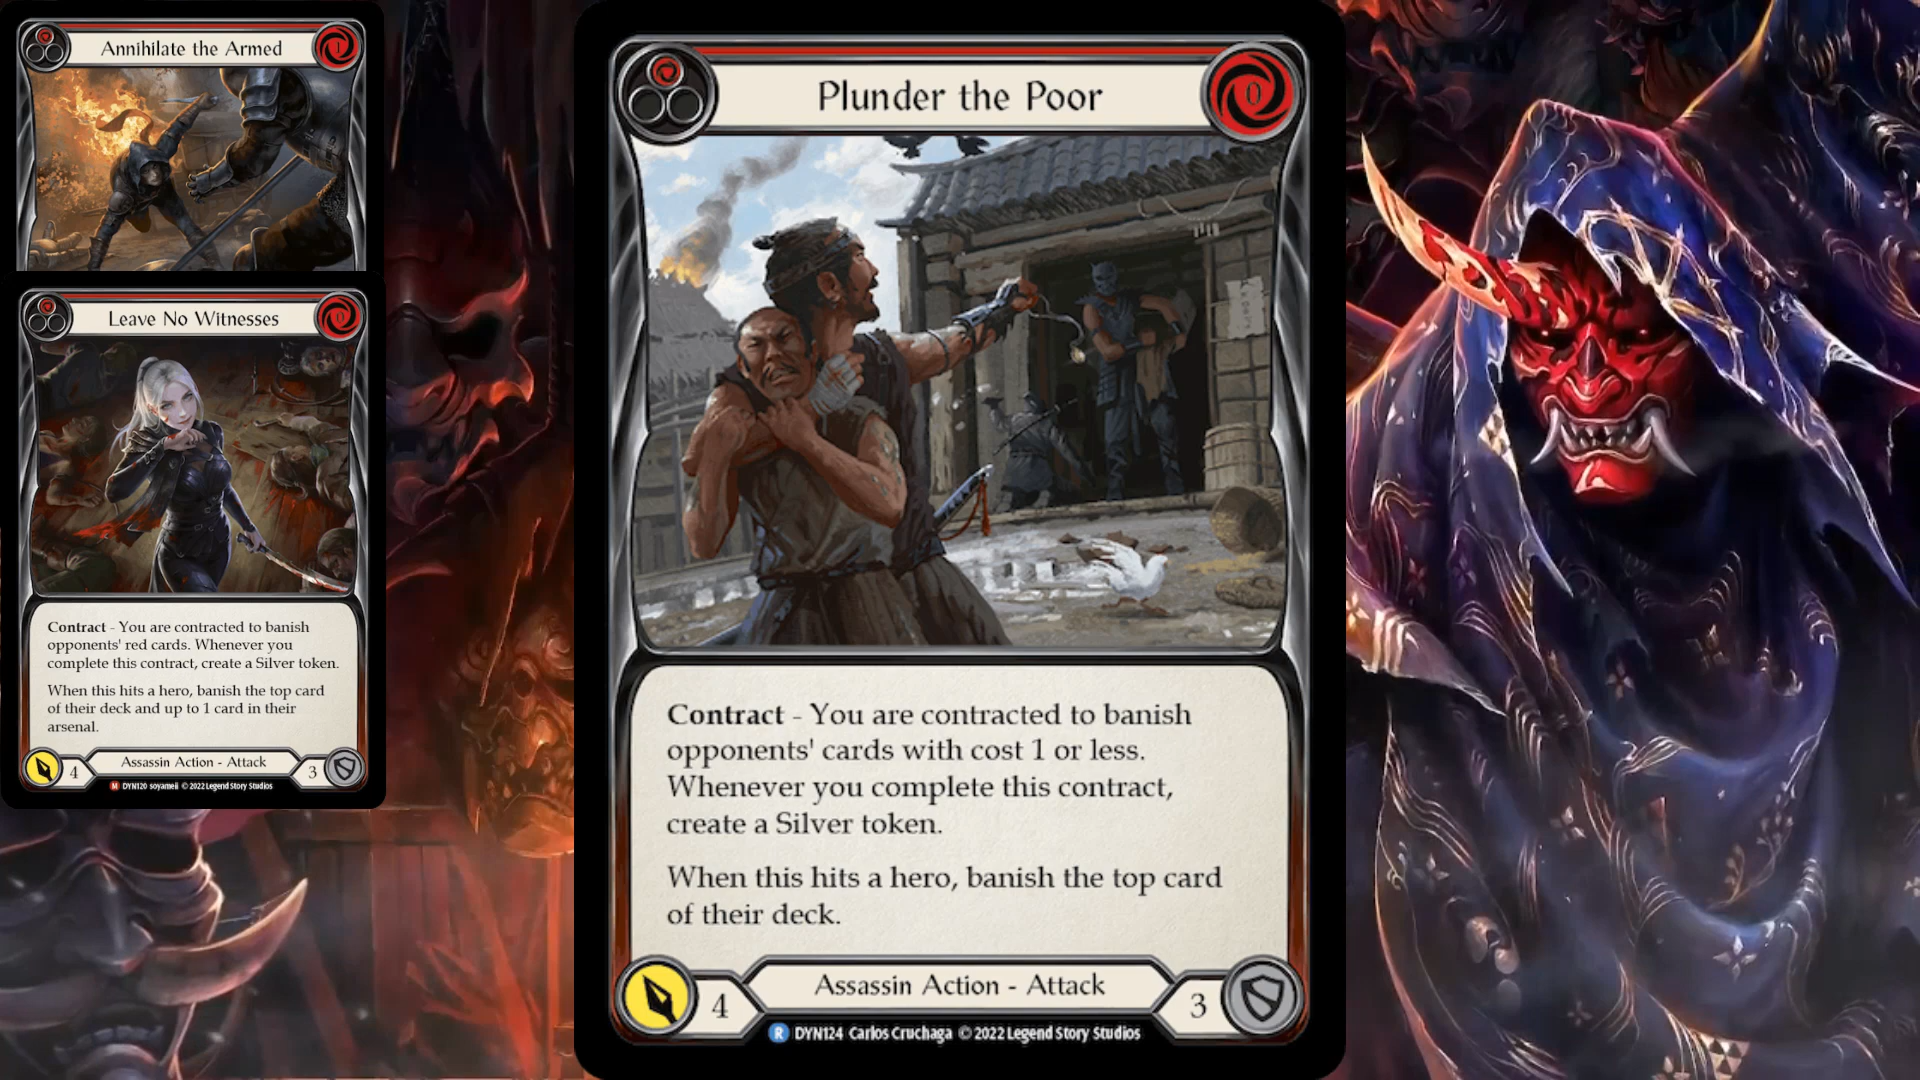 Annihilate the Armed
1
Leave No Witnesses
0
Contract - You are contracted to banish
opponents' red cards. Whenever you
complete this contract, create a Silver token.
When this hits a hero, banish the top card
of their deck and up to 1 card in their
arsenal.
4
Assassin Action - Attack
3
M DYN120 soyameii © 2022 Legend Story Studios
Plunder the Poor
0
Contract - You are contracted to banish
opponents' cards with cost 1 or less.
Whenever you complete this contract,
create a Silver token.
When this hits a hero, banish the top card
of their deck.
4
Assassin Action - Attack
3
R DYN124 Carlos Cruchaga © 2022 Legend Story Studios